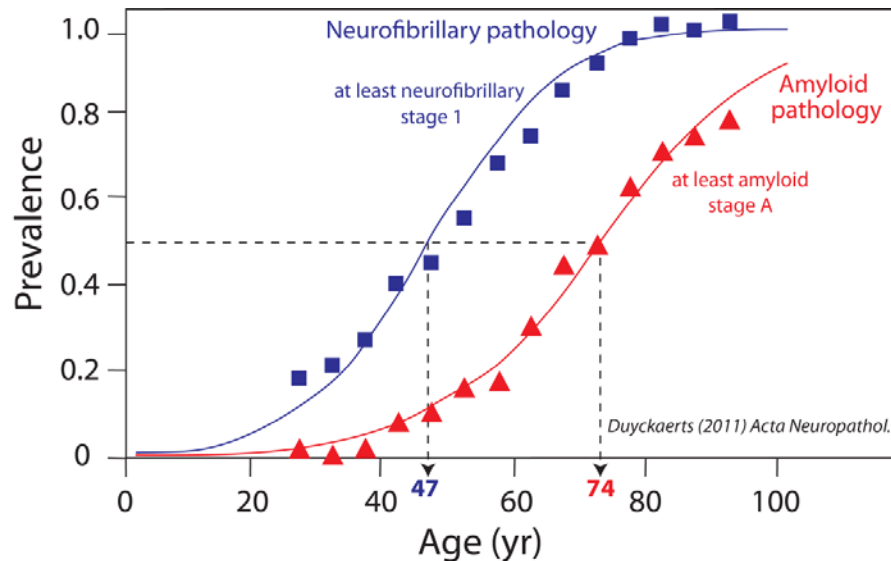 Neurofibrillary pathology
at least neurofibrillary
stage 1
Amyloid
pathology
at least amyloid
stage A
Prevalence
1.0
0.8
0.6
0.4
0.2
0
Duyckaerts (2011) Acta Neuropathol.
0
20
40
47
60
74
80
100
Age (yr)